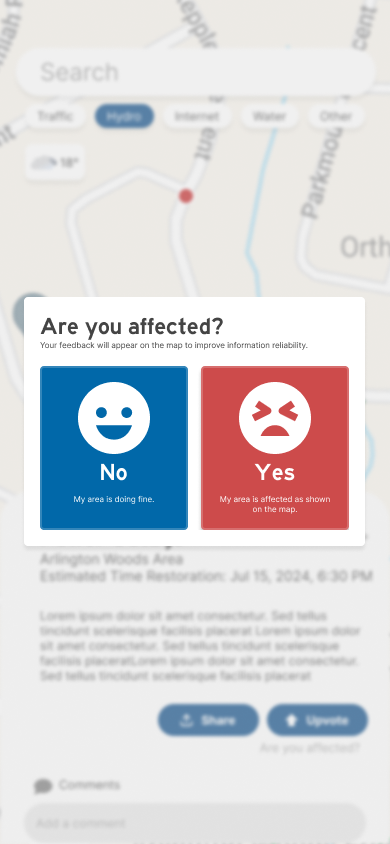 Search
Traffic
Hydro
Internet
Water
Other
18°
Parkmou
Orth
cent
Are you affected?
Your feedback will appear on the map to improve information reliability.
No
My area is doing fine.
Yes
My area is affected as shown
on the map.
Arlington Woods Area
Estimated Time Restoration: Jul 15, 2024, 6:30 PM
Lorem ipsum dolor sit amet consectetur. Sed tellus
tincidunt scelerisque facilisis placerat Lorem ipsum dolor
sit amet consectetur. Sed tellus tincidunt scelerisque
facilisis placeratLorem ipsum dolor sit amet consectetur.
Sed tellus tincidunt scelerisque facilisis placerat
Share
Upvote
Are you affected?
Comments
Add a comment